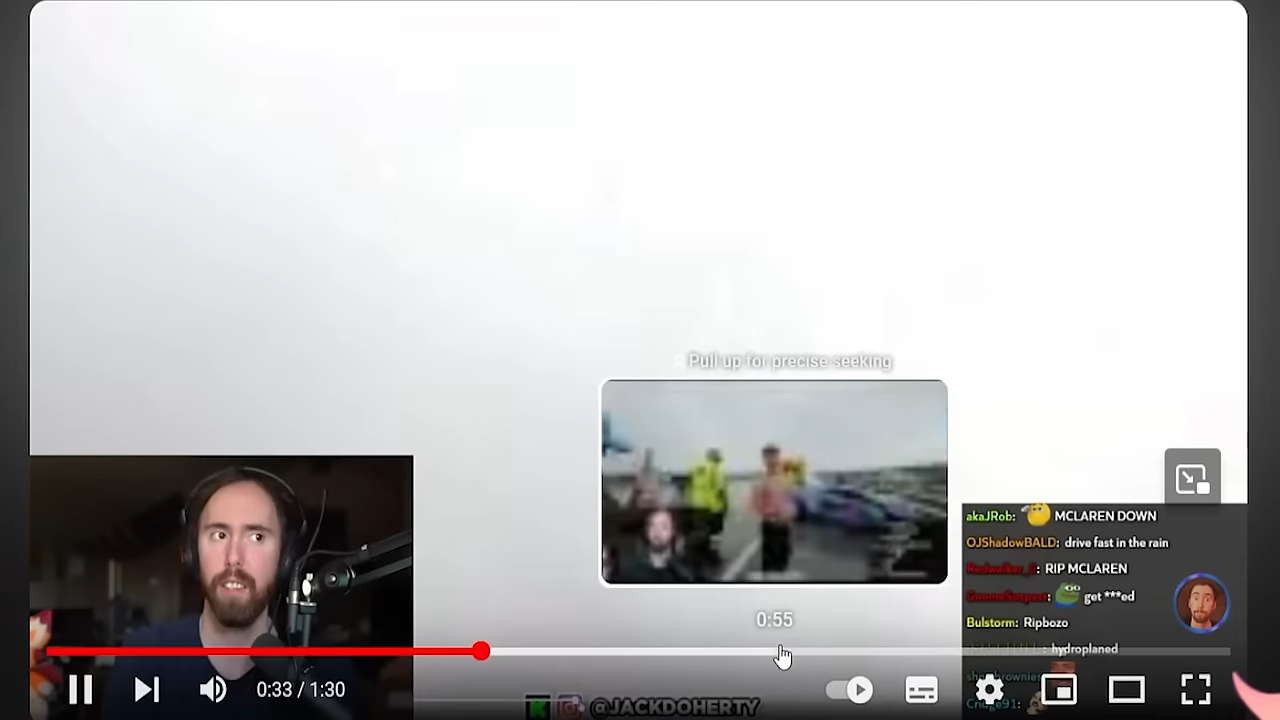 Pull up for precise seeking
0:55
akaJRob: MCLAREN DOWN
OJShadowBALD: drive fast in the rain
: RIP MCLAREN
: get ***ed
Bulstorm: Ripbozo
: hydroplaned
0:33 / 1:30
@JACKDOHERTY